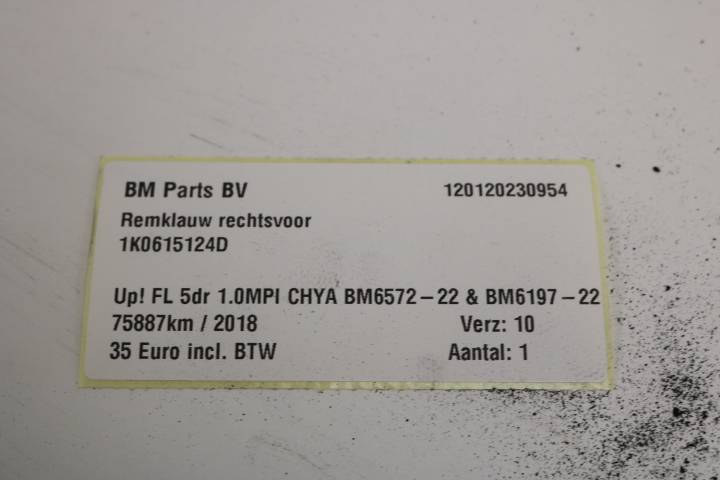 BM Parts BV 120120230954
Remklauw rechtsvoor
1K0615124D
Up! FL 5dr 1.0MPI CHYA BM6572-22 & BM6197-22
75887km / 2018 Verz: 10
35 Euro incl. BTW Aantal: 1